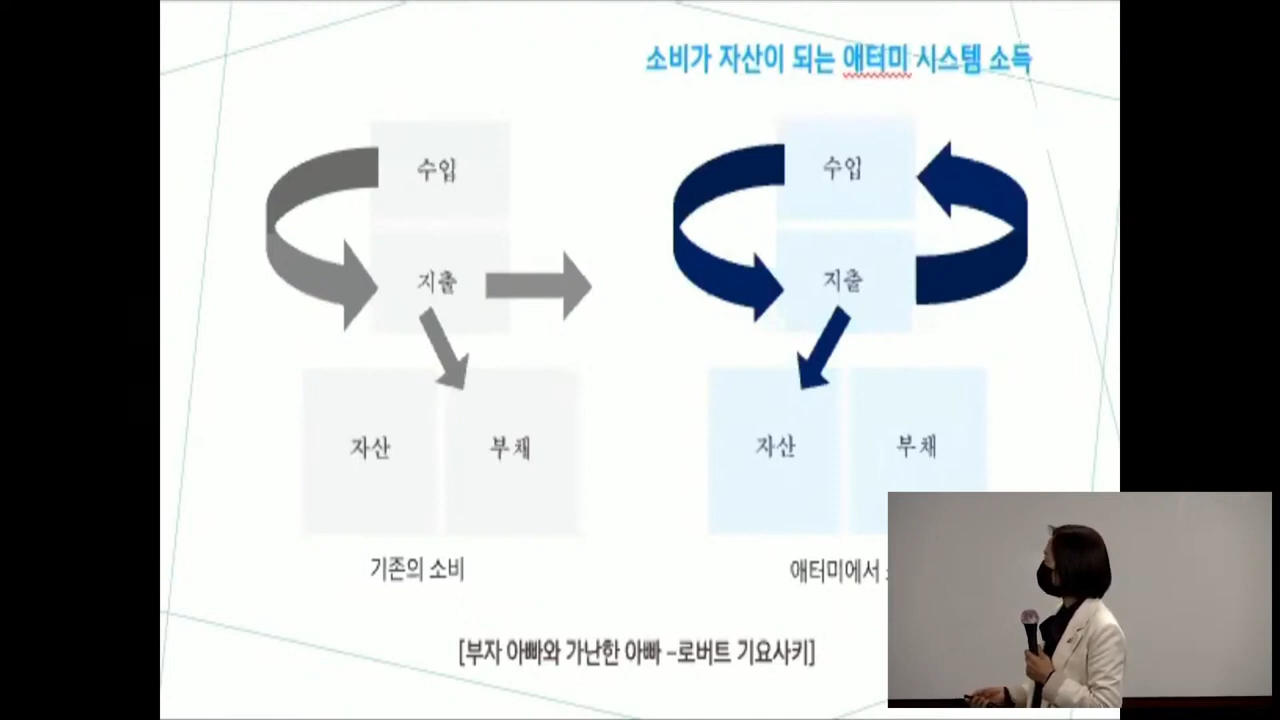 소비가 자산이 되는 애터미 시스템 소득
수입
지출
자산
부채
기존의 소비
수입
지출
자산
부채
애터미에서
[부자 아빠와 가난한 아빠 –로버트 기요사키]